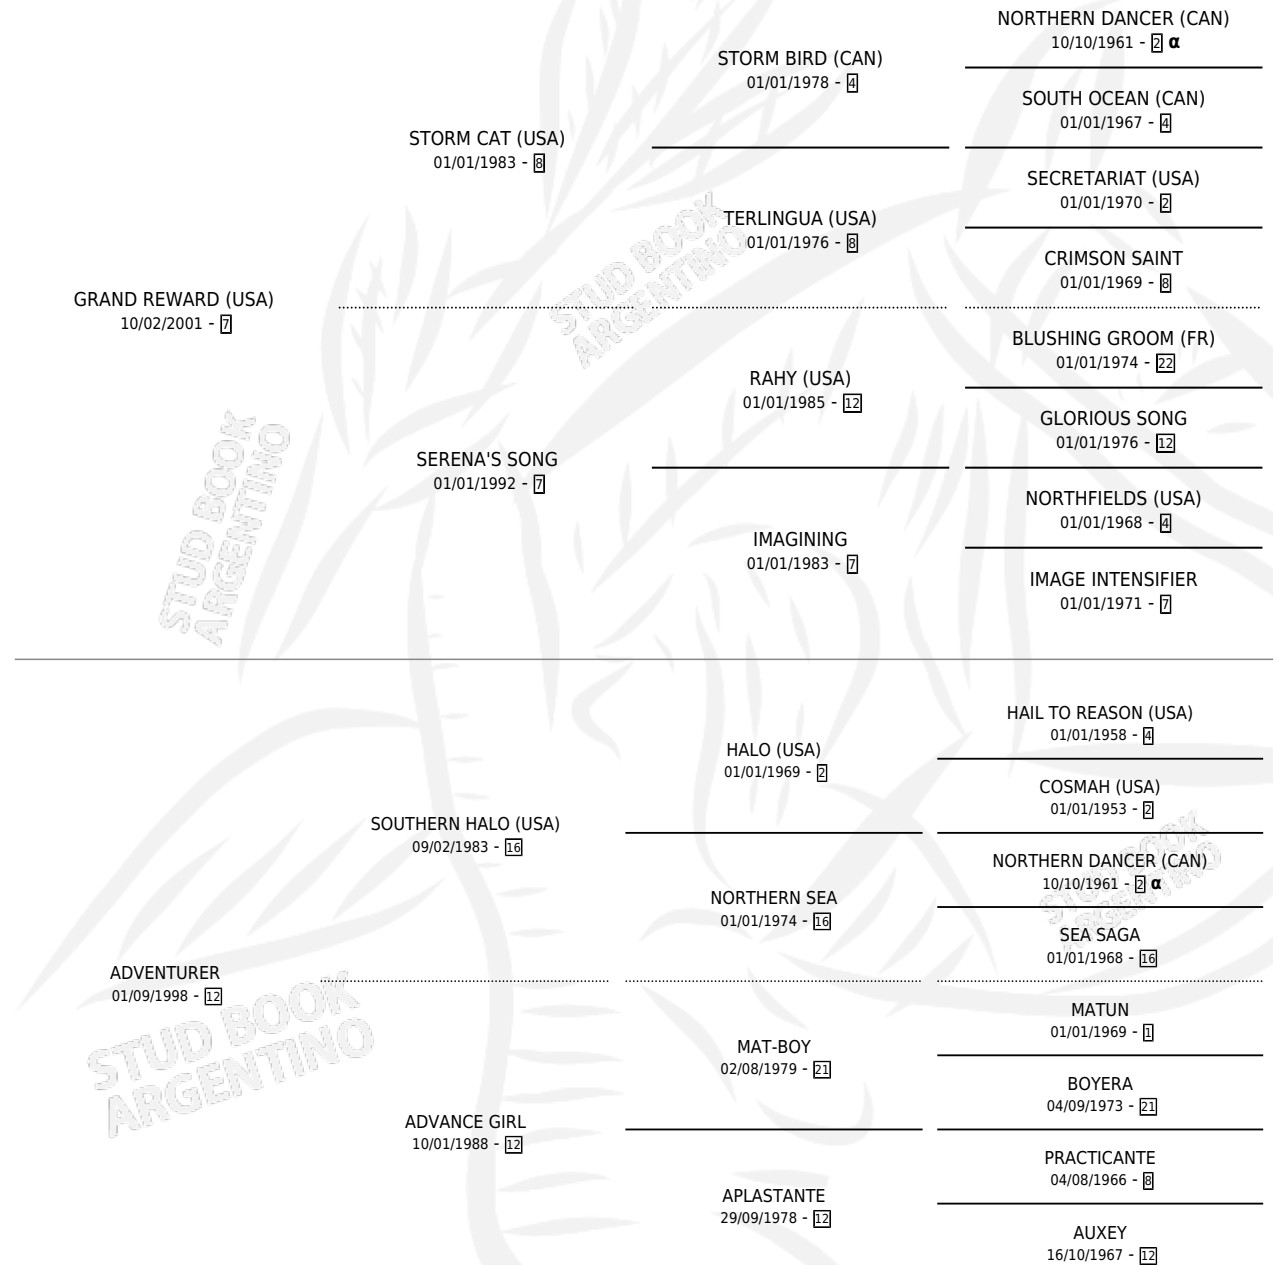 NORTHERN DANCER (CAN)
10/10/1961 - 2 α
STORM BIRD (CAN)
01/01/1978 - 4
SOUTH OCEAN (CAN)
01/01/1967 - 4
STORM CAT (USA)
01/01/1983 - 8
SECRETARIAT (USA)
01/01/1970 - 2
TERLINGUA (USA)
01/01/1976 - 8
CRIMSON SAINT
01/01/1969 - 8
GRAND REWARD (USA)
10/02/2001 - 7
BLUSHING GROOM (FR)
01/01/1974 - 22
RAHY (USA)
01/01/1985 - 12
GLORIOUS SONG
01/01/1976 - 12
SERENA'S SONG
01/01/1992 - 7
NORTHFIELDS (USA)
01/01/1968 - 4
IMAGINING
01/01/1983 - 7
IMAGE INTENSIFIER
01/01/1971 - 7
HAIL TO REASON (USA)
01/01/1958 - 4
HALO (USA)
01/01/1969 - 2
COSMAH (USA)
01/01/1953 - 2
SOUTHERN HALO (USA)
09/02/1983 - 16
NORTHERN DANCER (CAN)
10/10/1961 - 2 α
NORTHERN SEA
01/01/1974 - 16
SEA SAGA
01/01/1968 - 16
ADVENTURER
01/09/1998 - 12
MATUN
01/01/1969 - 1
MAT-BOY
02/08/1979 - 21
BOYERA
04/09/1973 - 21
ADVANCE GIRL
10/01/1988 - 12
PRACTICANTE
04/08/1966 - 8
APLASTANTE
29/09/1978 - 12
AUXEY
16/10/1967 - 12
STUD BOOK
ARGENTINO
STUD BOOK
ARGENTINO
STUD BOOK
ARGENTINO
STUD BOOK
ARGENTINO